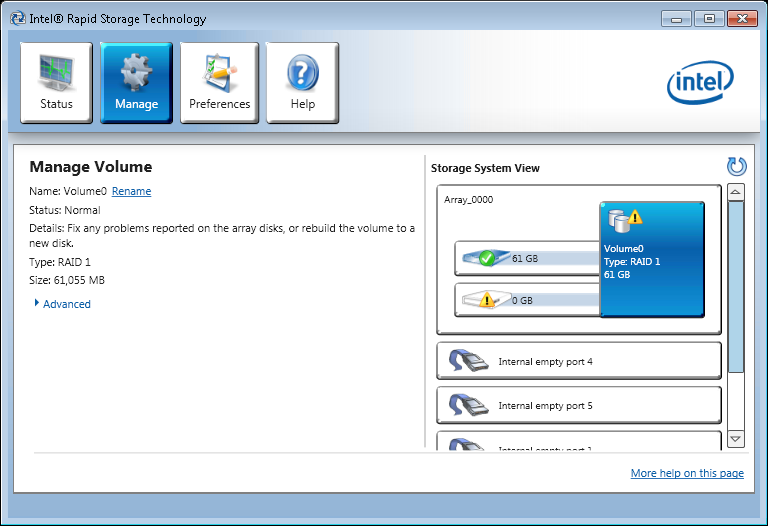 Intel® Rapid Storage Technology
Status
Manage
Preferences
Help
intel
Manage Volume
Name: Volume0 Rename
Status: Normal
Details: Fix any problems reported on the array disks, or rebuild the volume to a
new disk.
Type: RAID 1
Size: 61,055 MB
Advanced
Storage System View
Array_0000
61 GB
0 GB
Volume0
Type: RAID 1
61 GB
Internal empty port 4
Internal empty port 5
Internal empty port 1
More help on this page